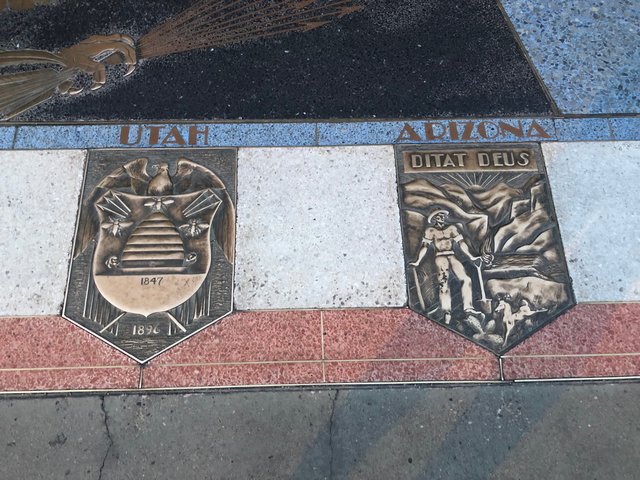 UTAH
ARIZONA
DITAT DEUS
1847
1896